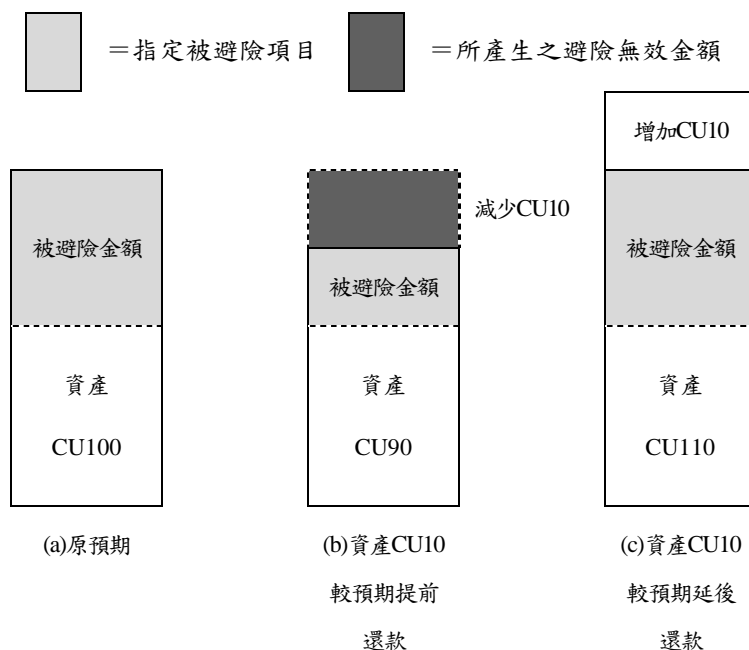 =指定被避險項目
=所產生之避險無效金額
增加CU10
減少CU10
被避險金額
被避險金額
被避險金額
資產
CU100
資產
CU90
資產
CU110
(a)原預期
(b)資產CU10
較預期提前
還款
(c)資產CU10
較預期延後
還款